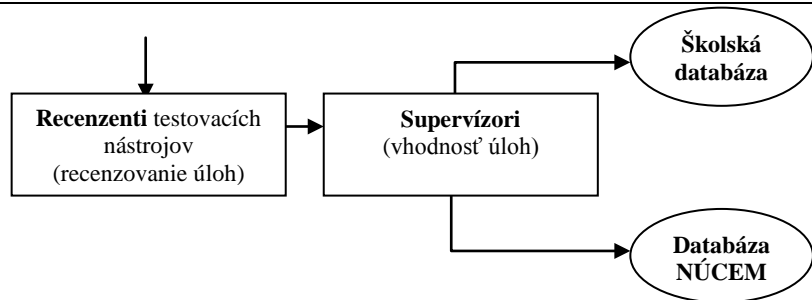 Školská
databáza
Recenzenti testovacích
nástrojov
(recenzovanie úloh)
Supervízori
(vhodnosť úloh)
Databáza
NÚCEM